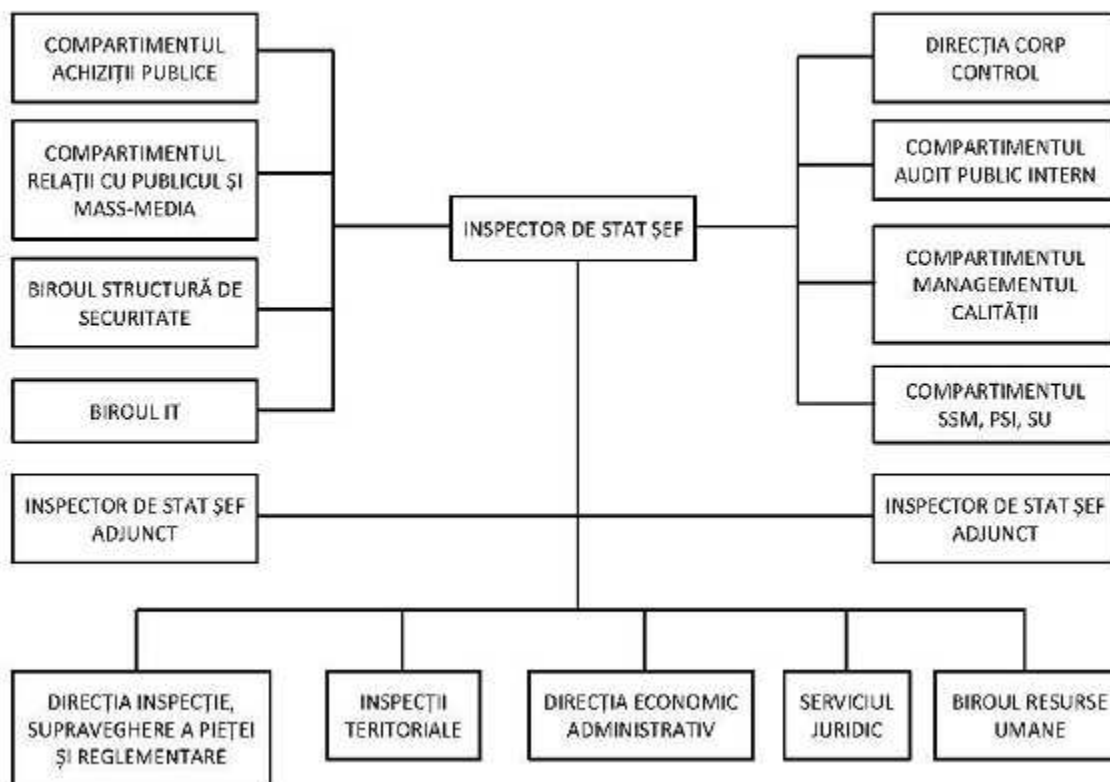 COMPARTIMENTUL
ACHIZIȚII PUBLICE
COMPARTIMENTUL
RELAȚII CU PUBLICUL ȘI
MASS-MEDIA
BIROUL STRUCTURĂ DE
SECURITATE
BIROUL IT
INSPECTOR DE STAT ȘEF
ADJUNCT
INSPECTOR DE STAT ȘEF
DIRECȚIA CORP
CONTROL
COMPARTIMENTUL
AUDIT PUBLIC INTERN
COMPARTIMENTUL
MANAGEMENTUL
CALITĂȚII
COMPARTIMENTUL
SSM, PSI, SU
INSPECTOR DE STAT ȘEF
ADJUNCT
DIRECȚIA INSPECȚIE,
SUPRAVEGHERE A PIEȚEI
ȘI REGLEMENTARE
INSPECȚII
TERITORIALE
DIRECȚIA ECONOMIC
ADMINISTRATIV
SERVICIUL
JURIDIC
BIROUL RESURSE
UMANE